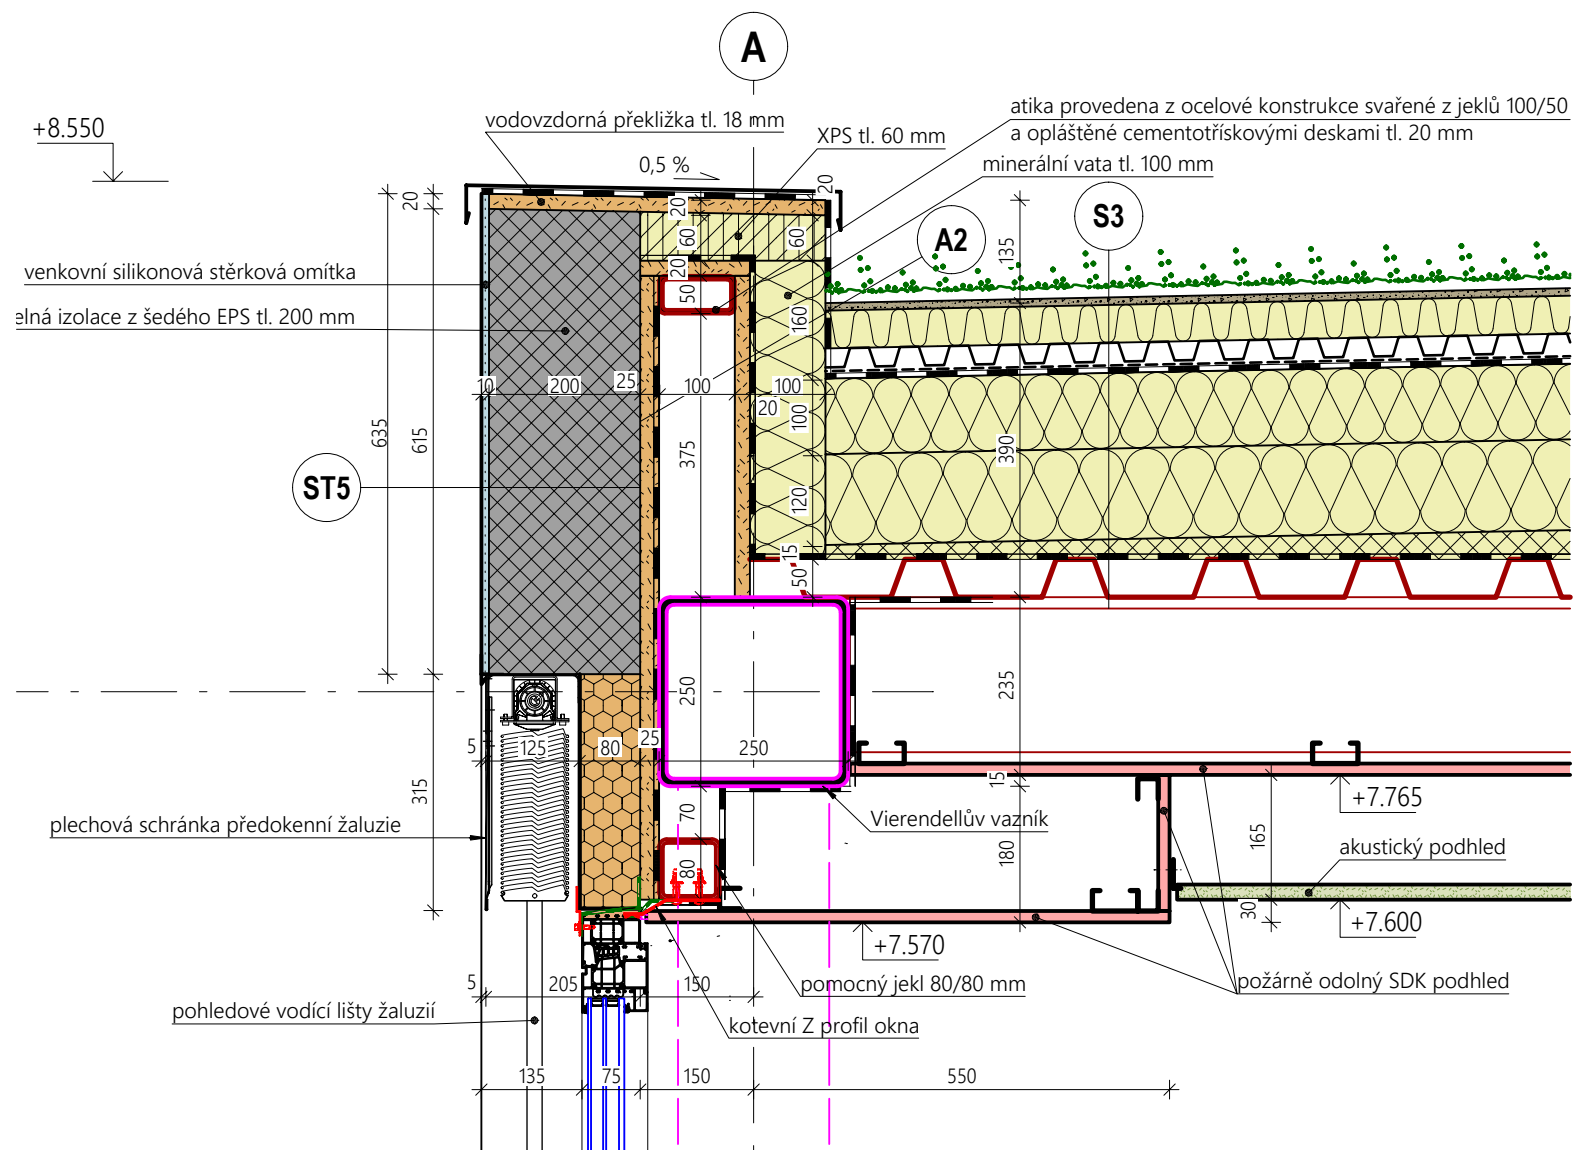 A
+8.550
vodovzdorná překližka tl. 18 mm
XPS tl. 60 mm
atika provedena z ocelové konstrukce svařené z jeklů 100/50
a opláštěné cementotřískovými deskami tl. 20 mm
0,5 %
minerální vata tl. 100 mm
A2
S3
20
20
20
60
60
20
50
135
venkovní silikonová stěrková omítka
elná izolace z šedého EPS tl. 200 mm
160
10
200
25
100
100
20
100
635
615
375
390
ST5
120
15
50
250
235
5
125
80
25
250
15
315
70
80
180
165
30
+7.765
plechová schránka předokenní žaluzie
Vierendellův vazník
akustický podhled
+7.600
+7.570
5
205
150
požárně odolný SDK podhled
pomocný jekl 80/80 mm
pohledové vodící lišty žaluzií
kotevní Z profil okna
135
75
150
550